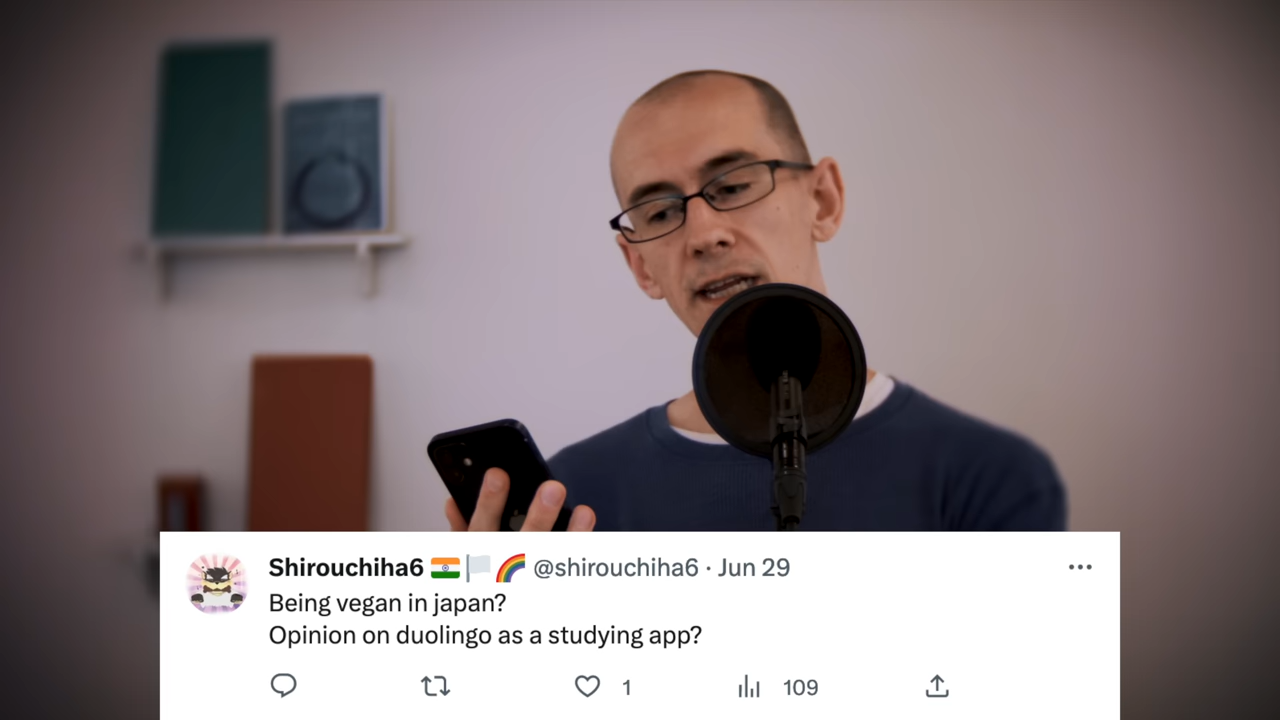 Shirouchiha6 🇮🇳🏳️🌈 @shirouchiha6 · Jun 29
Being vegan in japan?
Opinion on duolingo as a studying app?
1 109